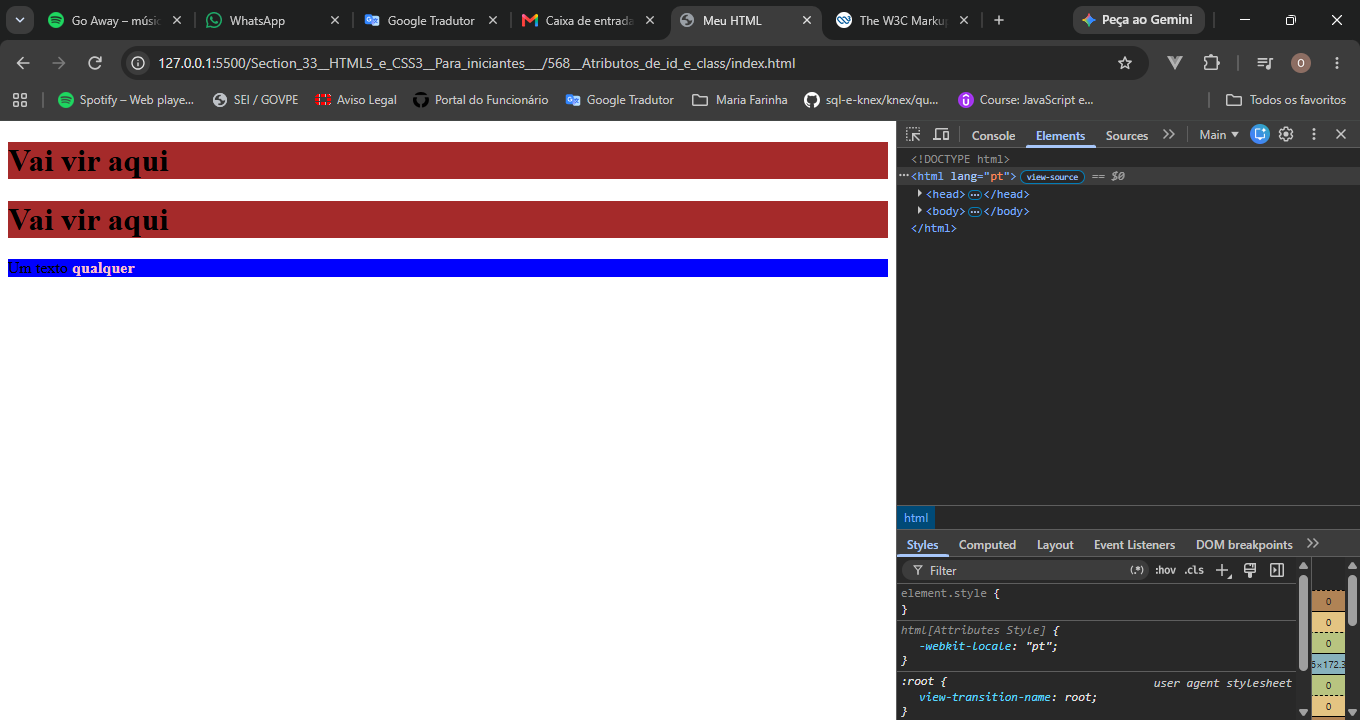 Go Away – músic
WhatsApp
Google Tradutor
Caixa de entrada
Meu HTML
The W3C Markup
Peça ao Gemini
127.0.0.1:5500/Section_33__HTML5_e_CSS3__Para_iniciantes___/568__Atributos_de_id_e_class/index.html
O
Spotify – Web playe...
SEI / GOVPE
Aviso Legal
Portal do Funcionário
Google Tradutor
Maria Farinha
sql-e-knex/knex/qu...
Course: JavaScript e...
Todos os favoritos
Vai vir aqui
Vai vir aqui
Um texto qualquer
Console
Elements
Sources
Main
<!DOCTYPE html>
<html lang="pt"> view-source == $0
<head> </head>
<body> </body>
</html>
html
Styles
Computed
Layout
Event Listeners
DOM breakpoints
Filter
(.*)
:hov
.cls
element.style {
}
html[Attributes Style] {
-webkit-locale: "pt";
}
:root {
user agent stylesheet
view-transition-name: root;
}
0
0
0
5×172.3
0
0